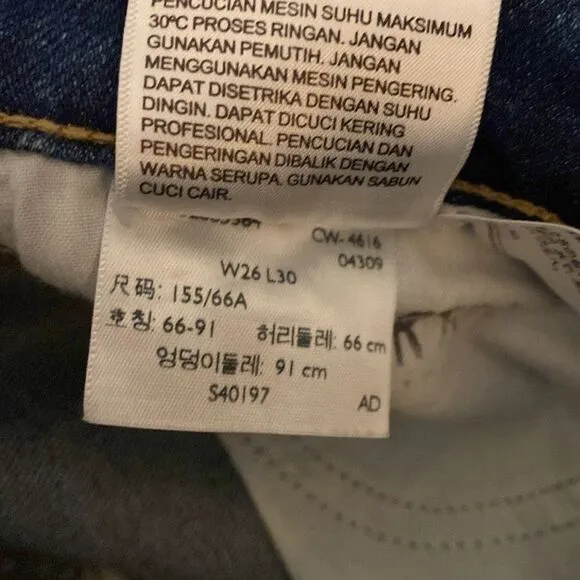 PENCUCIAN MESIN SUHU MAKSIMUM
30°C PROSES RINGAN. JANGAN
GUNAKAN PEMUTIH. JANGAN
MENGGUNAKAN MESIN PENGERING.
DAPAT DISETRIKA DENGAN SUHU
DINGIN. DAPAT DICUCI KERING
PROFESIONAL. PENCUCIAN DAN
PENGERINGAN DIBALIK DENGAN
WARNA SERUPA. GUNAKAN SABUN
CUCI CAIR.
CW-4616
W26 L30 04309
尺码: 155/66A
호칭: 66-91 허리둘레: 66 cm
엉덩이둘레: 91 cm
S40197 AD